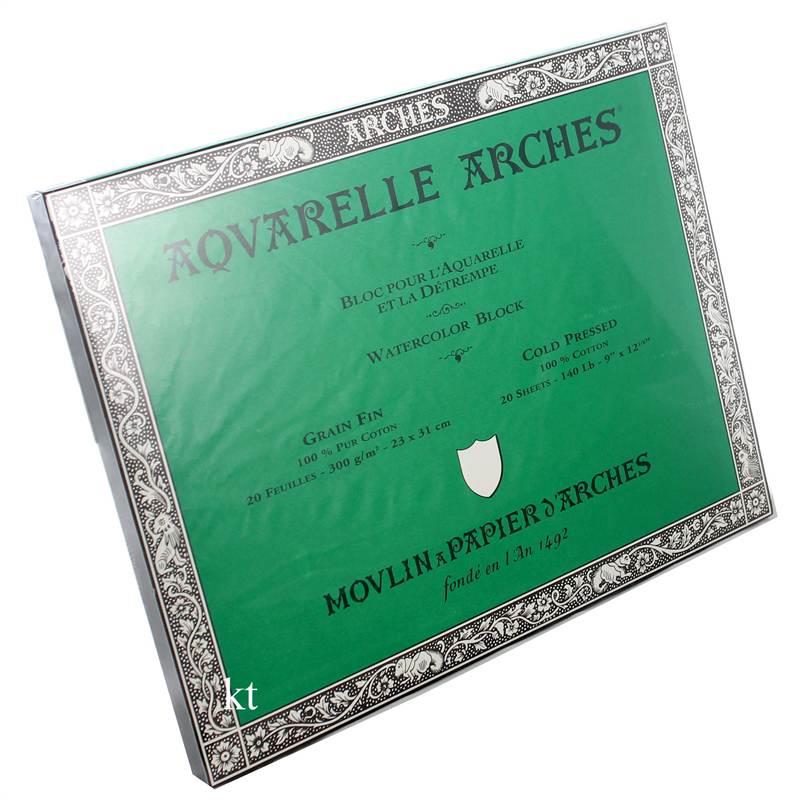 ARCHES
AQVARELLE ARCHES®
BLOC POUR L'AQUARELLE
ET LA DÉTREMPE
WATERCOLOR BLOCK
GRAIN FIN
100 % PUR COTON
20 FEUILLES - 300 g/m² - 23 x 31 cm
COLD PRESSED
100 % COTTON
20 SHEETS - 140 LB - 9" x 12¹/⁴"
MOVLIN À PAPIER d'ARCHES
fondé en l'An 1492
kt